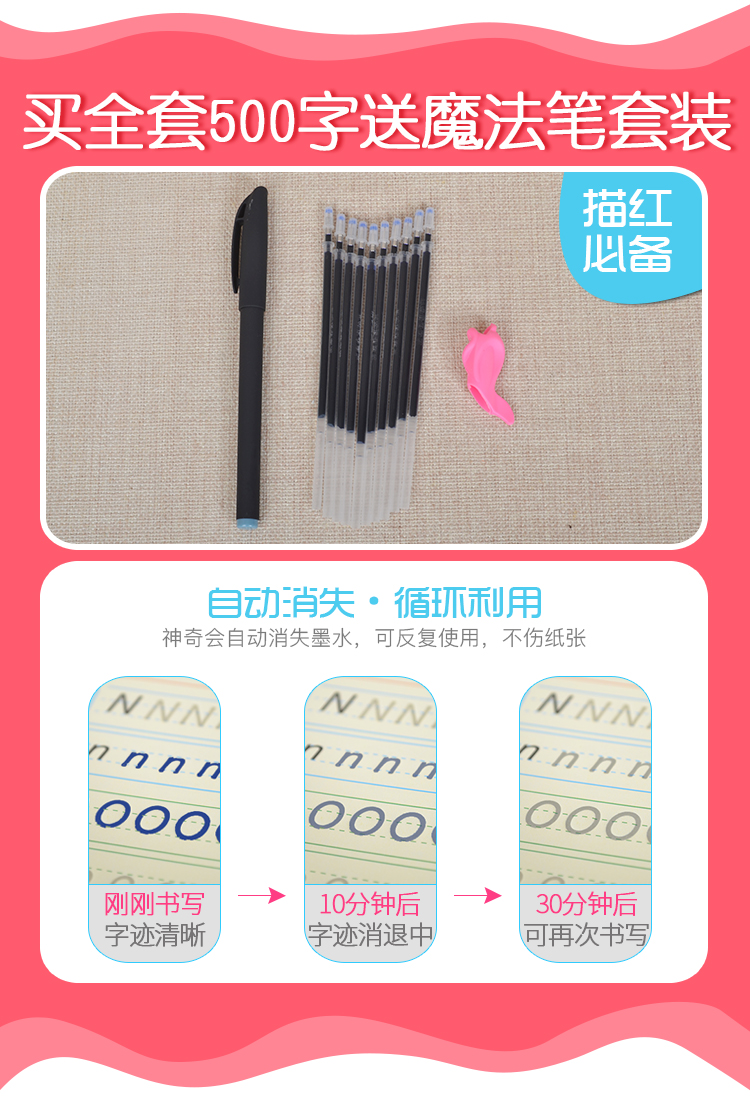 买全套500字送魔法笔套装
描红
必备
自动消失·循环利用
神奇会自动消失墨水，可反复使用，不伤纸张
N N N N
n n n n
O O O O
N N N N
n n n n
O O O O
N N N N
n n n n
O O O O
刚刚书写
字迹清晰
10分钟后
字迹消退中
30分钟后
可再次书写